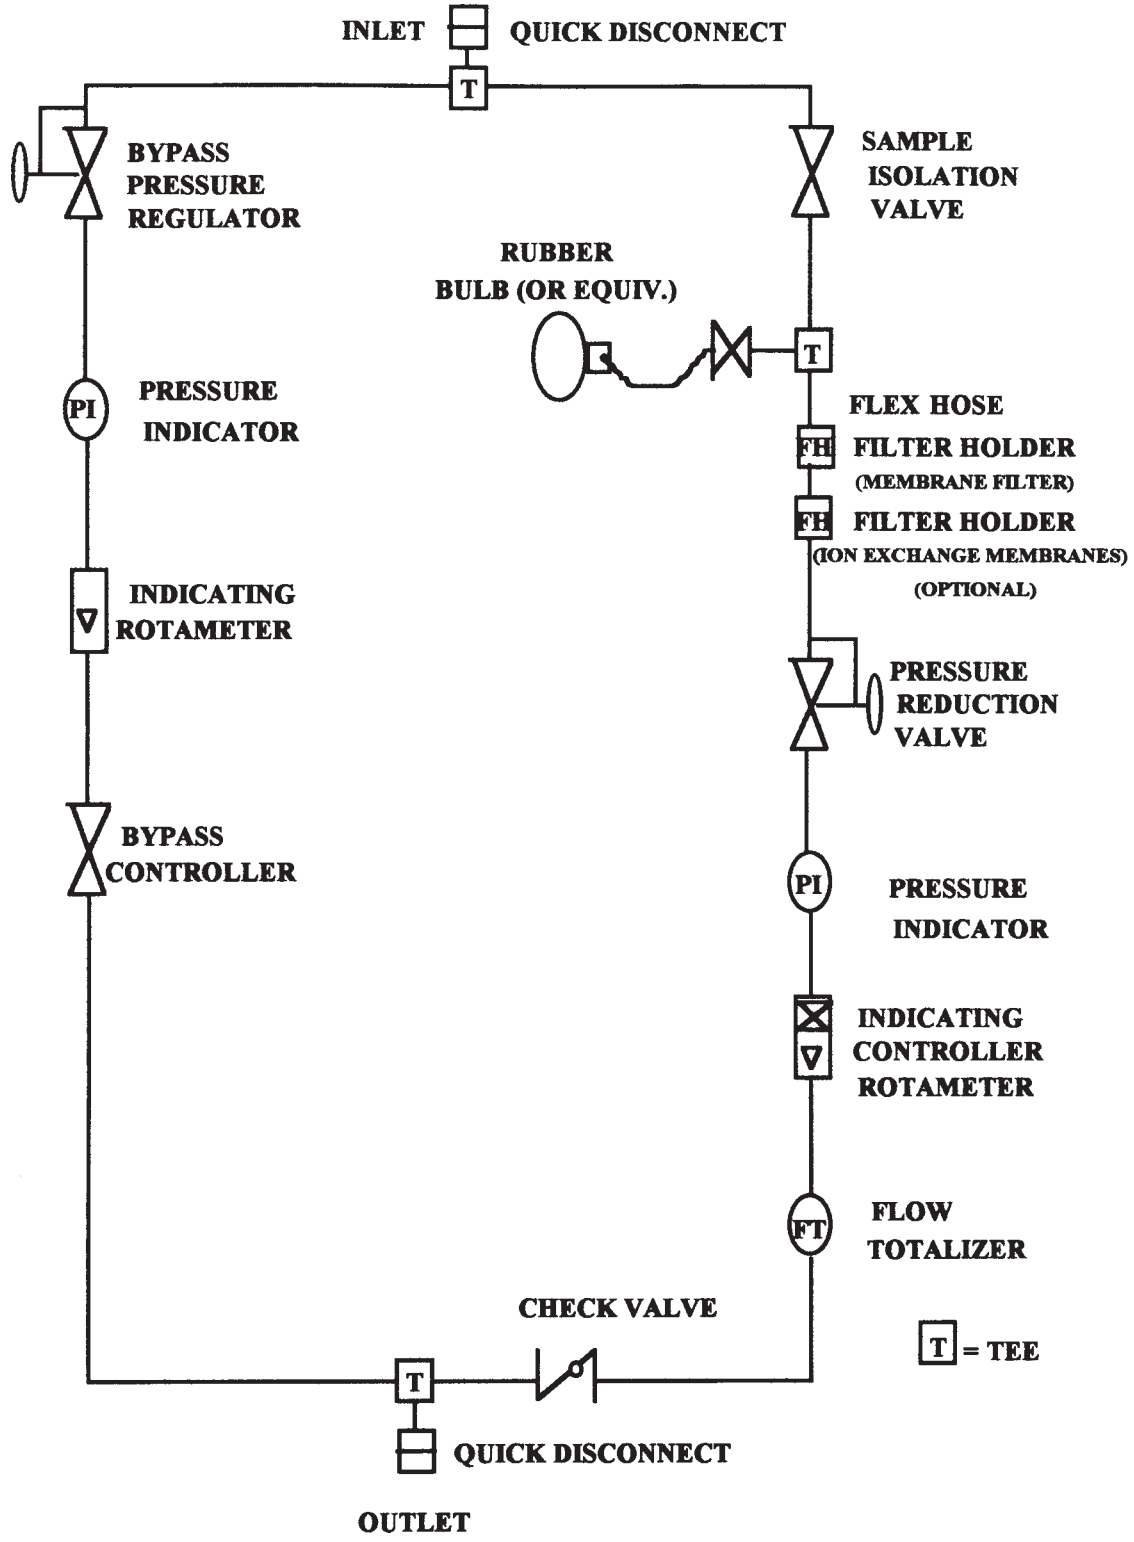 INLET QUICK DISCONNECT
T
BYPASS
PRESSURE
REGULATOR
SAMPLE
ISOLATION
VALVE
RUBBER
BULB (OR EQUIV.)
T
PI
PRESSURE
INDICATOR
FLEX HOSE
FH FILTER HOLDER
(MEMBRANE FILTER)
FH FILTER HOLDER
(ION EXCHANGE MEMBRANES)
(OPTIONAL)
INDICATING
ROTAMETER
PRESSURE
REDUCTION
VALVE
BYPASS
CONTROLLER
PI
PRESSURE
INDICATOR
INDICATING
CONTROLLER
ROTAMETER
FT
FLOW
TOTALIZER
CHECK VALVE
T = TEE
T
QUICK DISCONNECT
OUTLET